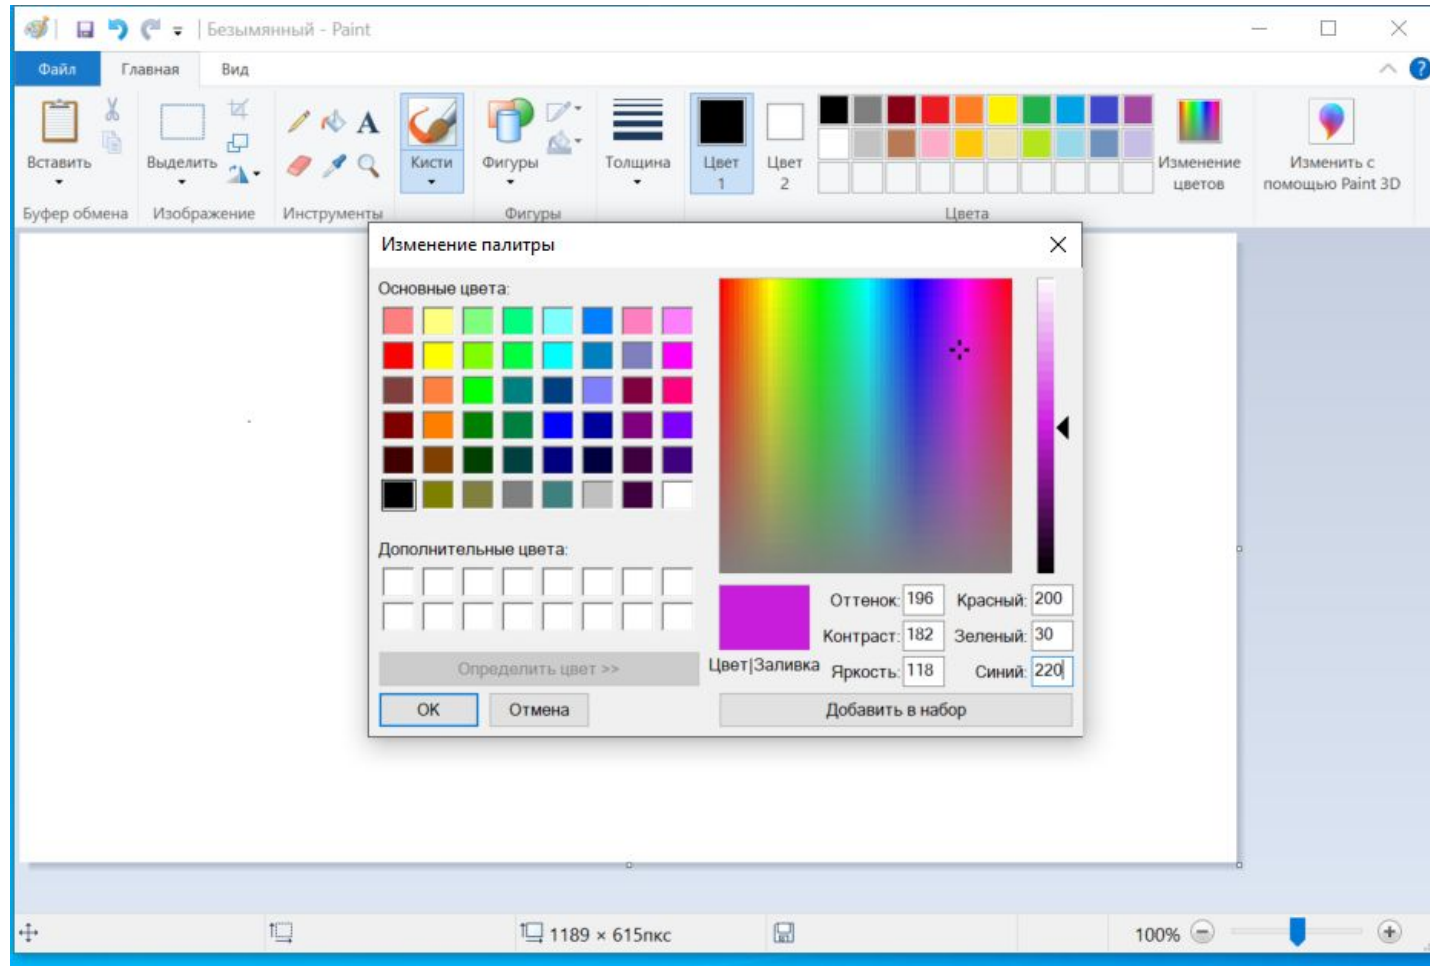 Безымянный - Paint
Файл Главная Вид
?
A
Вставить Выделить Кисти Фигуры Толщина Цвет 1 Цвет 2 Изменение цветов Изменить с помощью Paint 3D
Буфер обмена Изображение Инструменты Фигуры Цвета
Изменение палитры
Основные цвета:
Дополнительные цвета:
Определить цвет >>
OK Отмена
Цвет|Заливка
Оттенок: 196 Красный: 200
Контраст: 182 Зеленый: 30
Яркость: 118 Синий: 220
Добавить в набор
1189 × 615пкс 100%